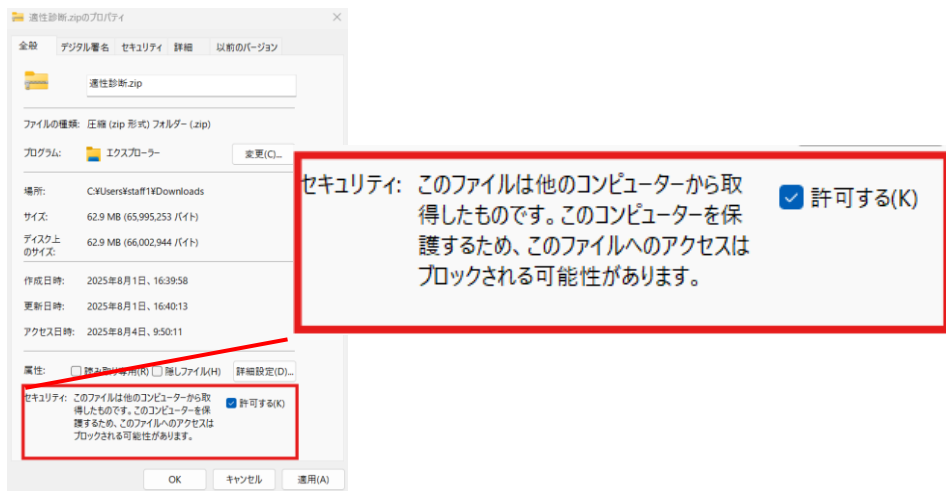 適性診断.zipのプロパティ
全般 デジタル署名 セキュリティ 詳細 以前のバージョン
適性診断.zip
ファイルの種類: 圧縮 (zip 形式) フォルダー (.zip)
プログラム: エクスプローラー 変更(C)...
場所: C:¥Users¥staff1¥Downloads
サイズ: 62.9 MB (65,995,253 バイト)
ディスク上
のサイズ: 62.9 MB (66,002,944 バイト)
作成日時: 2025年8月1日、16:39:58
更新日時: 2025年8月1日、16:40:13
アクセス日時: 2025年8月4日、9:50:11
属性: 読み取り専用(R) 隠しファイル(H) 詳細設定(D)...
セキュリティ: このファイルは他のコンピューターから取
得したものです。このコンピューターを保
護するため、このファイルへのアクセスは
ブロックされる可能性があります。
許可する(K)
OK キャンセル 適用(A)
セキュリティ: このファイルは他のコンピューターから取
得したものです。このコンピューターを保
護するため、このファイルへのアクセスは
ブロックされる可能性があります。
許可する(K)